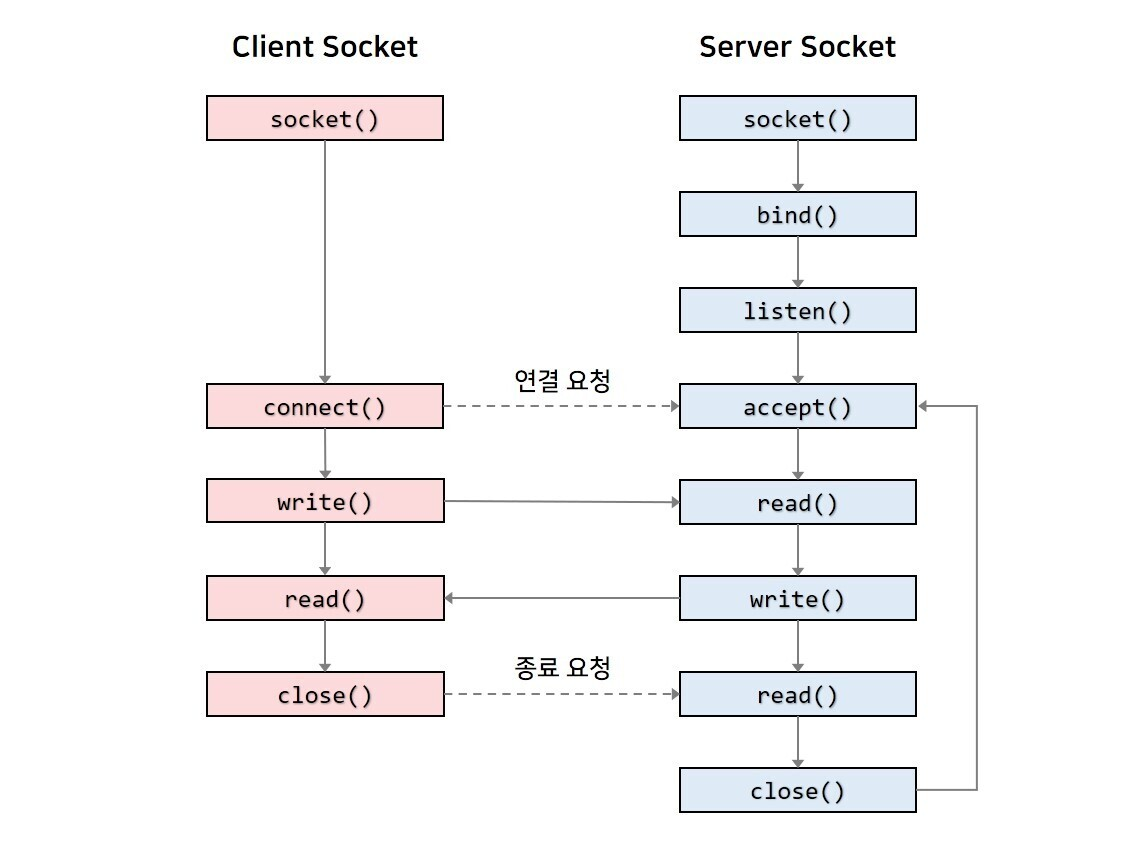 Client Socket
Server Socket
socket()
socket()
bind()
listen()
연결 요청
connect()
accept()
write()
read()
read()
write()
종료 요청
close()
read()
close()